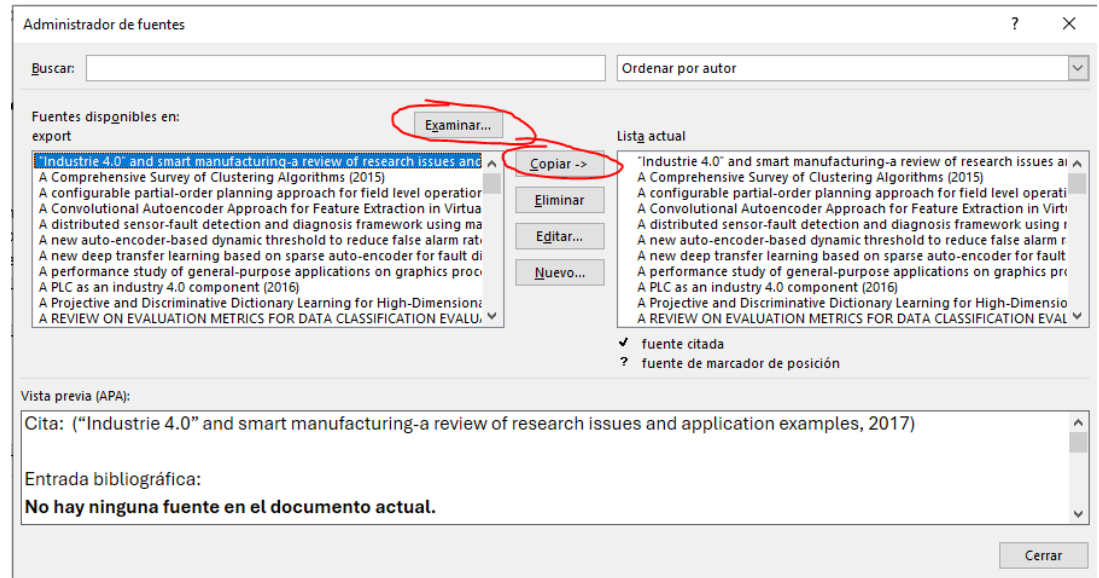 Administrador de fuentes
? ×
Buscar:
Ordenar por autor
Fuentes disponibles en:
export
Examinar...
Lista actual
"Industrie 4.0" and smart manufacturing-a review of research issues and
A Comprehensive Survey of Clustering Algorithms (2015)
A configurable partial-order planning approach for field level operation
A Convolutional Autoencoder Approach for Feature Extraction in Virtua
A distributed sensor-fault detection and diagnosis framework using ma
A new auto-encoder-based dynamic threshold to reduce false alarm rate
A new deep transfer learning based on sparse auto-encoder for fault di
A performance study of general-purpose applications on graphics proc
A PLC as an industry 4.0 component (2016)
A Projective and Discriminative Dictionary Learning for High-Dimensiona
A REVIEW ON EVALUATION METRICS FOR DATA CLASSIFICATION EVALU
Copiar ->
Eliminar
Editar...
Nuevo...
"Industrie 4.0" and smart manufacturing-a review of research issues ar
A Comprehensive Survey of Clustering Algorithms (2015)
A configurable partial-order planning approach for field level operati
A Convolutional Autoencoder Approach for Feature Extraction in Virtu
A distributed sensor-fault detection and diagnosis framework using r
A new auto-encoder-based dynamic threshold to reduce false alarm r
A new deep transfer learning based on sparse auto-encoder for fault
A performance study of general-purpose applications on graphics pro
A PLC as an industry 4.0 component (2016)
A Projective and Discriminative Dictionary Learning for High-Dimensio
A REVIEW ON EVALUATION METRICS FOR DATA CLASSIFICATION EVAL
✓ fuente citada
? fuente de marcador de posición
Vista previa (APA):
Cita: ("Industrie 4.0" and smart manufacturing-a review of research issues and application examples, 2017)
Entrada bibliográfica:
No hay ninguna fuente en el documento actual.
Cerrar